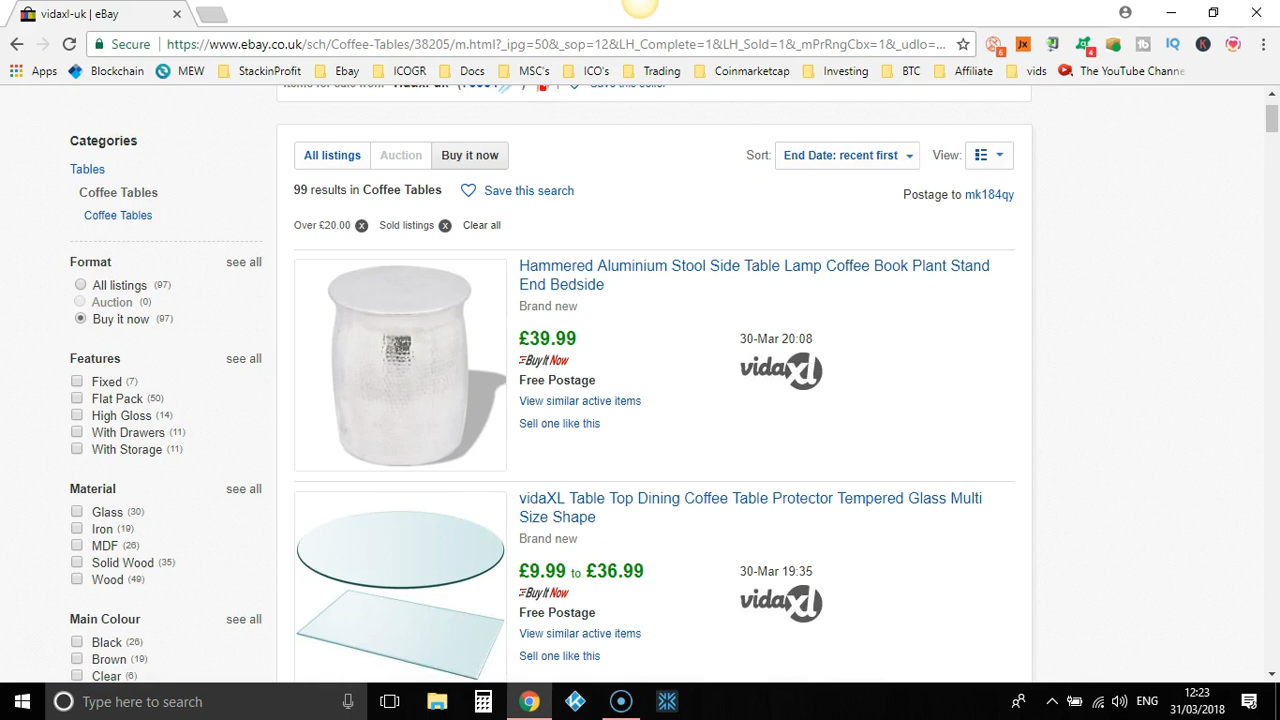 vidaxl-uk | eBay
Secure
https://www.ebay.co.uk/sch/Coffee-Tables/38205/m.html?_ipg=50&_sop=12&LH_Complete=1&LH_Sold=1&_mPrRngCbx=1&_udlo=...
Apps Blockchain MEW StackinProfit Ebay ICOGR Docs MSC's ICO's Trading Coinmarketcap Investing BTC Affiliate vids The YouTube Chann
Items for sale from vidaxl-uk Save this seller
Categories
Tables
Coffee Tables
Coffee Tables
Format see all
All listings (97)
Auction (0)
Buy it now (97)
Features see all
Fixed (7)
Flat Pack (50)
High Gloss (14)
With Drawers (11)
With Storage (11)
Material see all
Glass (30)
Iron (19)
MDF (26)
Solid Wood (35)
Wood (49)
Main Colour see all
Black (26)
Brown (19)
Clear (6)
All listings Auction Buy it now
Sort: End Date: recent first View:
99 results in Coffee Tables Save this search
Postage to mk184qy
Over £20.00 Sold listings Clear all
Hammered Aluminium Stool Side Table Lamp Coffee Book Plant Stand
End Bedside
Brand new
£39.99
30-Mar 20:08
Buy It Now
vidaXL
Free Postage
View similar active items
Sell one like this
vidaXL Table Top Dining Coffee Table Protector Tempered Glass Multi
Size Shape
Brand new
£9.99 to £36.99
30-Mar 19:35
Buy It Now
vidaXL
Free Postage
View similar active items
Sell one like this
Type here to search
ENG
12:23
31/03/2018